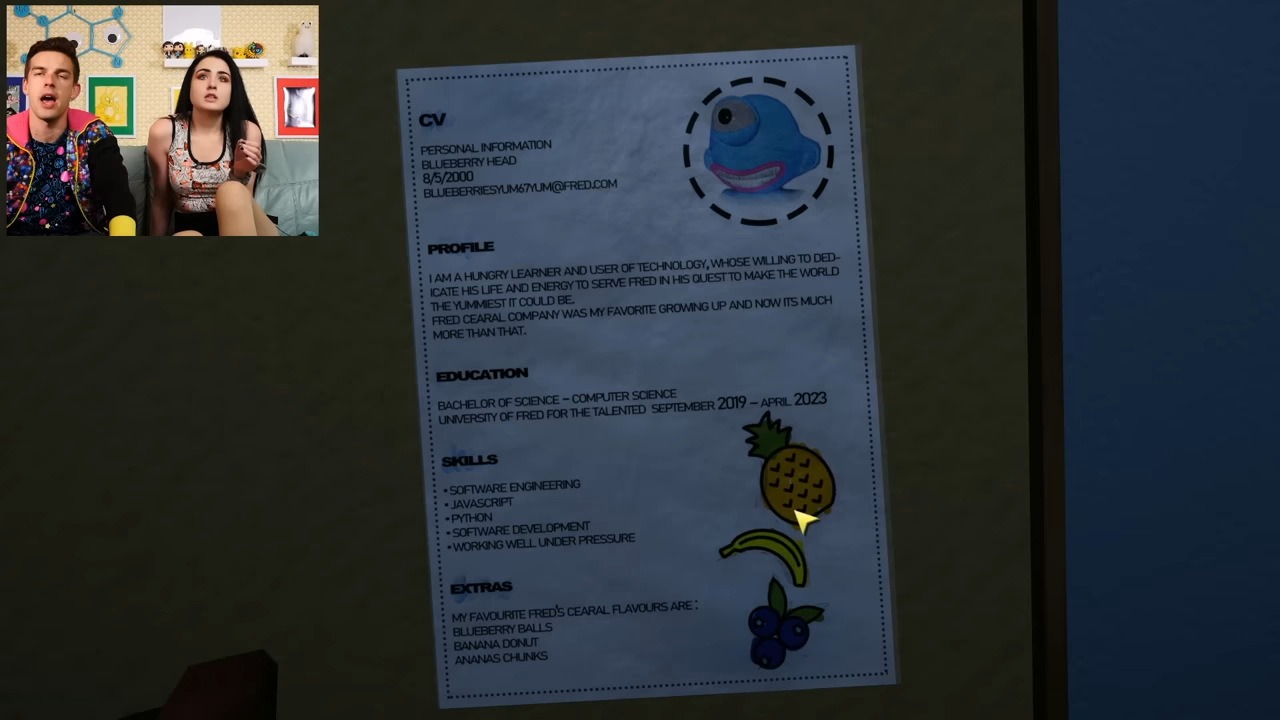 CV
PERSONAL INFORMATION
BLUEBERRY HEAD
8/5/2000
BLUEBERRIESYUM67YUM@FRED.COM
PROFILE
I AM A HUNGRY LEARNER AND USER OF TECHNOLOGY, WHOSE WILLING TO DED-
ICATE HIS LIFE AND ENERGY TO SERVE FRED IN HIS QUEST TO MAKE THE WORLD
THE YUMMIEST IT COULD BE.
FRED CEARAL COMPANY WAS MY FAVORITE GROWING UP AND NOW ITS MUCH
MORE THAN THAT.
EDUCATION
BACHELOR OF SCIENCE - COMPUTER SCIENCE
UNIVERSITY OF FRED FOR THE TALENTED SEPTEMBER 2019 - APRIL 2023
SKILLS
• SOFTWARE ENGINEERING
• JAVASCRIPT
• PYTHON
• SOFTWARE DEVELOPMENT
• WORKING WELL UNDER PRESSURE
EXTRAS
MY FAVOURITE FRED'S CEARAL FLAVOURS ARE :
BLUEBERRY BALLS
BANANA DONUT
ANANAS CHUNKS